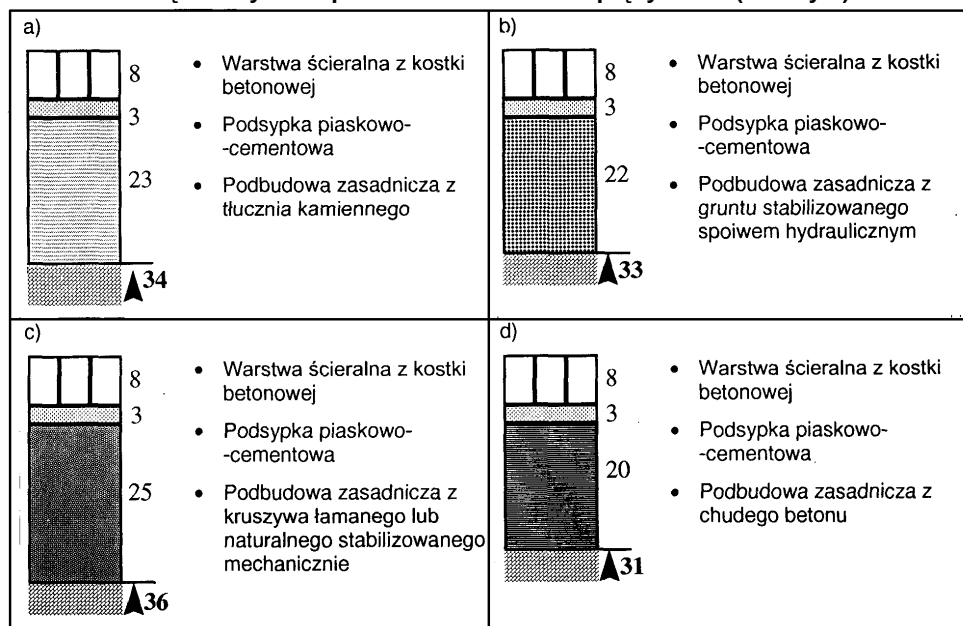 a)
8
3
23
34
• Warstwa ścieralna z kostki
betonowej
• Podsypka piaskowo-
-cementowa
• Podbudowa zasadnicza z
tłucznia kamiennego
b)
8
3
22
33
• Warstwa ścieralna z kostki
betonowej
• Podsypka piaskowo-
-cementowa
• Podbudowa zasadnicza z
gruntu stabilizowanego
spoiwem hydraulicznym
c)
8
3
25
36
• Warstwa ścieralna z kostki
betonowej
• Podsypka piaskowo-
-cementowa
• Podbudowa zasadnicza z
kruszywa łamanego lub
naturalnego stabilizowanego
mechanicznie
d)
8
3
20
31
• Warstwa ścieralna z kostki
betonowej
• Podsypka piaskowo-
-cementowa
• Podbudowa zasadnicza z
chudego betonu